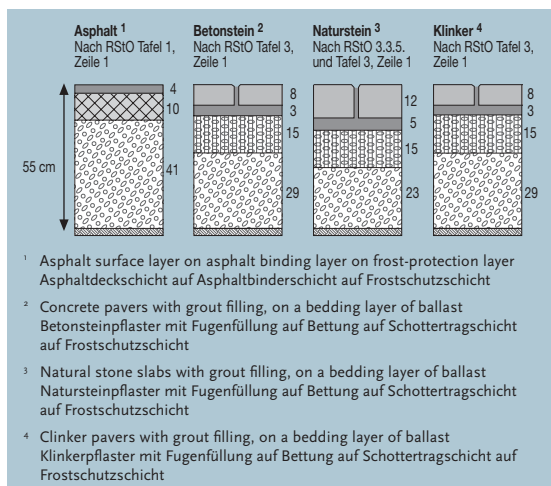 Asphalt 1
Nach RStO Tafel 1,
Zeile 1
Betonstein 2
Nach RStO Tafel 3,
Zeile 1
Naturstein 3
Nach RStO 3.3.5.
und Tafel 3, Zeile 1
Klinker 4
Nach RStO Tafel 3,
Zeile 1
55 cm
4
10
41
8
3
15
29
12
5
15
23
8
3
15
29
1 Asphalt surface layer on asphalt binding layer on frost-protection layer
Asphaltdeckschicht auf Asphaltbinderschicht auf Frostschutzschicht
2 Concrete pavers with grout filling, on a bedding layer of ballast
Betonsteinpflaster mit Fugenfüllung auf Bettung auf Schottertragschicht
auf Frostschutzschicht
3 Natural stone slabs with grout filling, on a bedding layer of ballast
Natursteinpflaster mit Fugenfüllung auf Bettung auf Schottertragschicht
auf Frostschutzschicht
4 Clinker pavers with grout filling, on a bedding layer of ballast
Klinkerpflaster mit Fugenfüllung auf Bettung auf Schottertragschicht auf
Frostschutzschicht